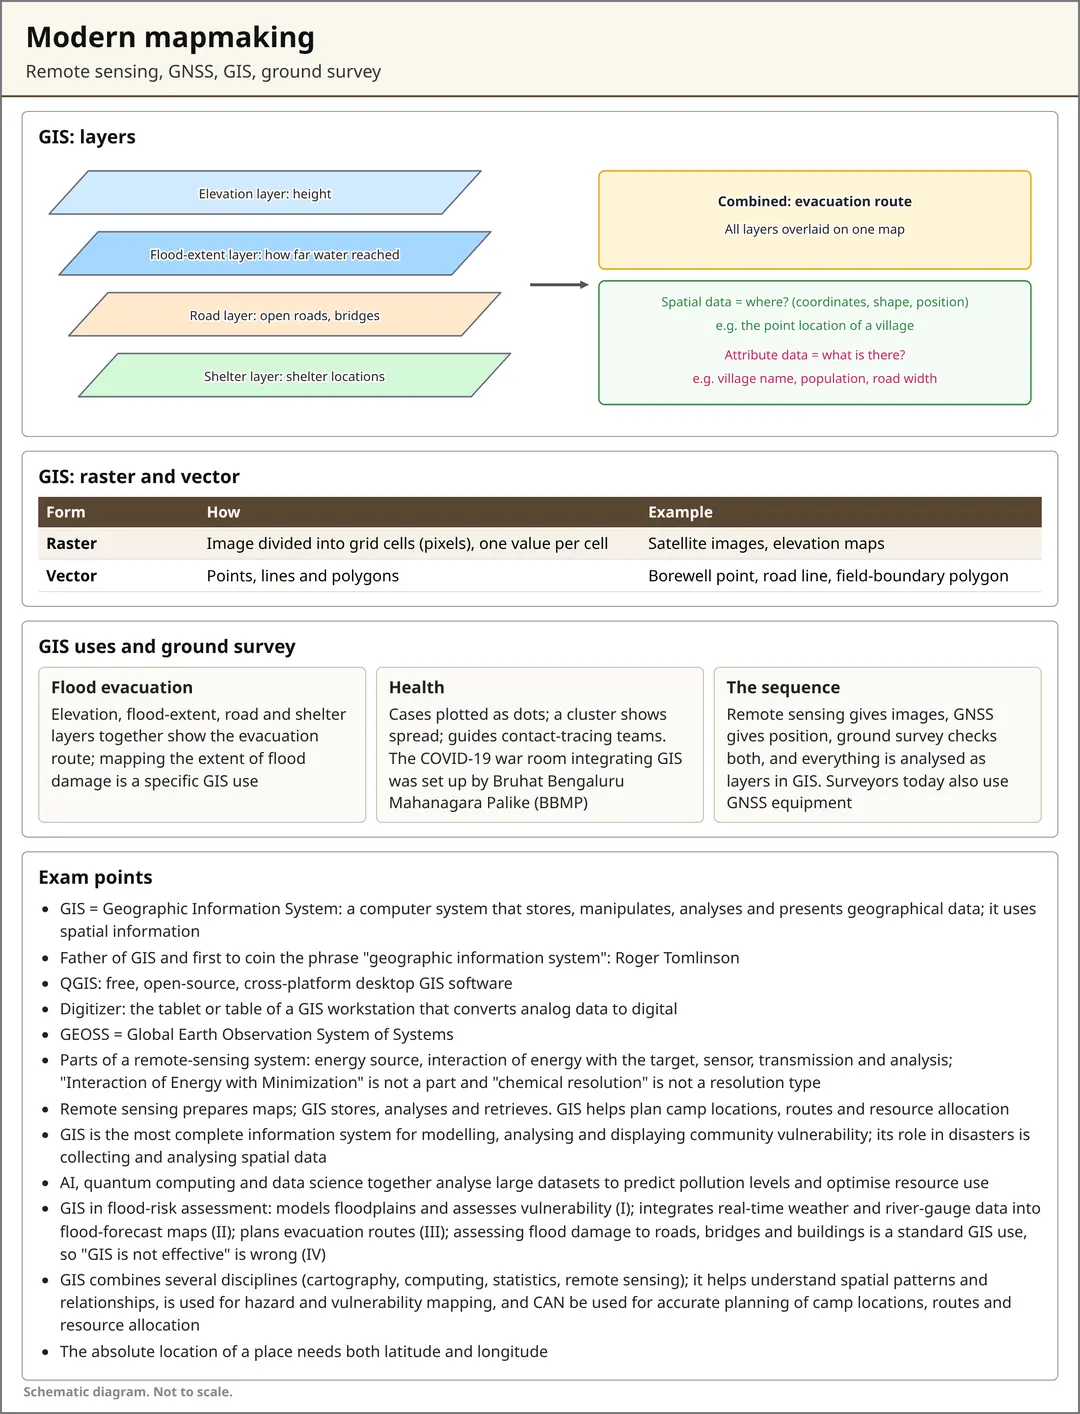 Modern mapmaking
Remote sensing, GNSS, GIS, ground survey
GIS: layers
Elevation layer: height
Flood-extent layer: how far water reached
Road layer: open roads, bridges
Shelter layer: shelter locations
Combined: evacuation route
All layers overlaid on one map
Spatial data = where? (coordinates, shape, position)
e.g. the point location of a village
Attribute data = what is there?
e.g. village name, population, road width
GIS: raster and vector
Form How Example
Raster Image divided into grid cells (pixels), one value per cell Satellite images, elevation maps
Vector Points, lines and polygons Borewell point, road line, field-boundary polygon
GIS uses and ground survey
Flood evacuation
Elevation, flood-extent, road and shelter
layers together show the evacuation
route; mapping the extent of flood
damage is a specific GIS use
Health
Cases plotted as dots; a cluster shows
spread; guides contact-tracing teams.
The COVID-19 war room integrating GIS
was set up by Bruhat Bengaluru
Mahanagara Palike (BBMP)
The sequence
Remote sensing gives images, GNSS
gives position, ground survey checks
both, and everything is analysed as
layers in GIS. Surveyors today also use
GNSS equipment
Exam points
• GIS = Geographic Information System: a computer system that stores, manipulates, analyses and presents geographical data; it uses
spatial information
• Father of GIS and first to coin the phrase "geographic information system": Roger Tomlinson
• QGIS: free, open-source, cross-platform desktop GIS software
• Digitizer: the tablet or table of a GIS workstation that converts analog data to digital
• GEOSS = Global Earth Observation System of Systems
• Parts of a remote-sensing system: energy source, interaction of energy with the target, sensor, transmission and analysis;
"Interaction of Energy with Minimization" is not a part and "chemical resolution" is not a resolution type
• Remote sensing prepares maps; GIS stores, analyses and retrieves. GIS helps plan camp locations, routes and resource allocation
• GIS is the most complete information system for modelling, analysing and displaying community vulnerability; its role in disasters is
collecting and analysing spatial data
• AI, quantum computing and data science together analyse large datasets to predict pollution levels and optimise resource use
• GIS in flood-risk assessment: models floodplains and assesses vulnerability (I); integrates real-time weather and river-gauge data into
flood-forecast maps (II); plans evacuation routes (III); assessing flood damage to roads, bridges and buildings is a standard GIS use,
so "GIS is not effective" is wrong (IV)
• GIS combines several disciplines (cartography, computing, statistics, remote sensing); it helps understand spatial patterns and
relationships, is used for hazard and vulnerability mapping, and CAN be used for accurate planning of camp locations, routes and
resource allocation
• The absolute location of a place needs both latitude and longitude
Schematic diagram. Not to scale.